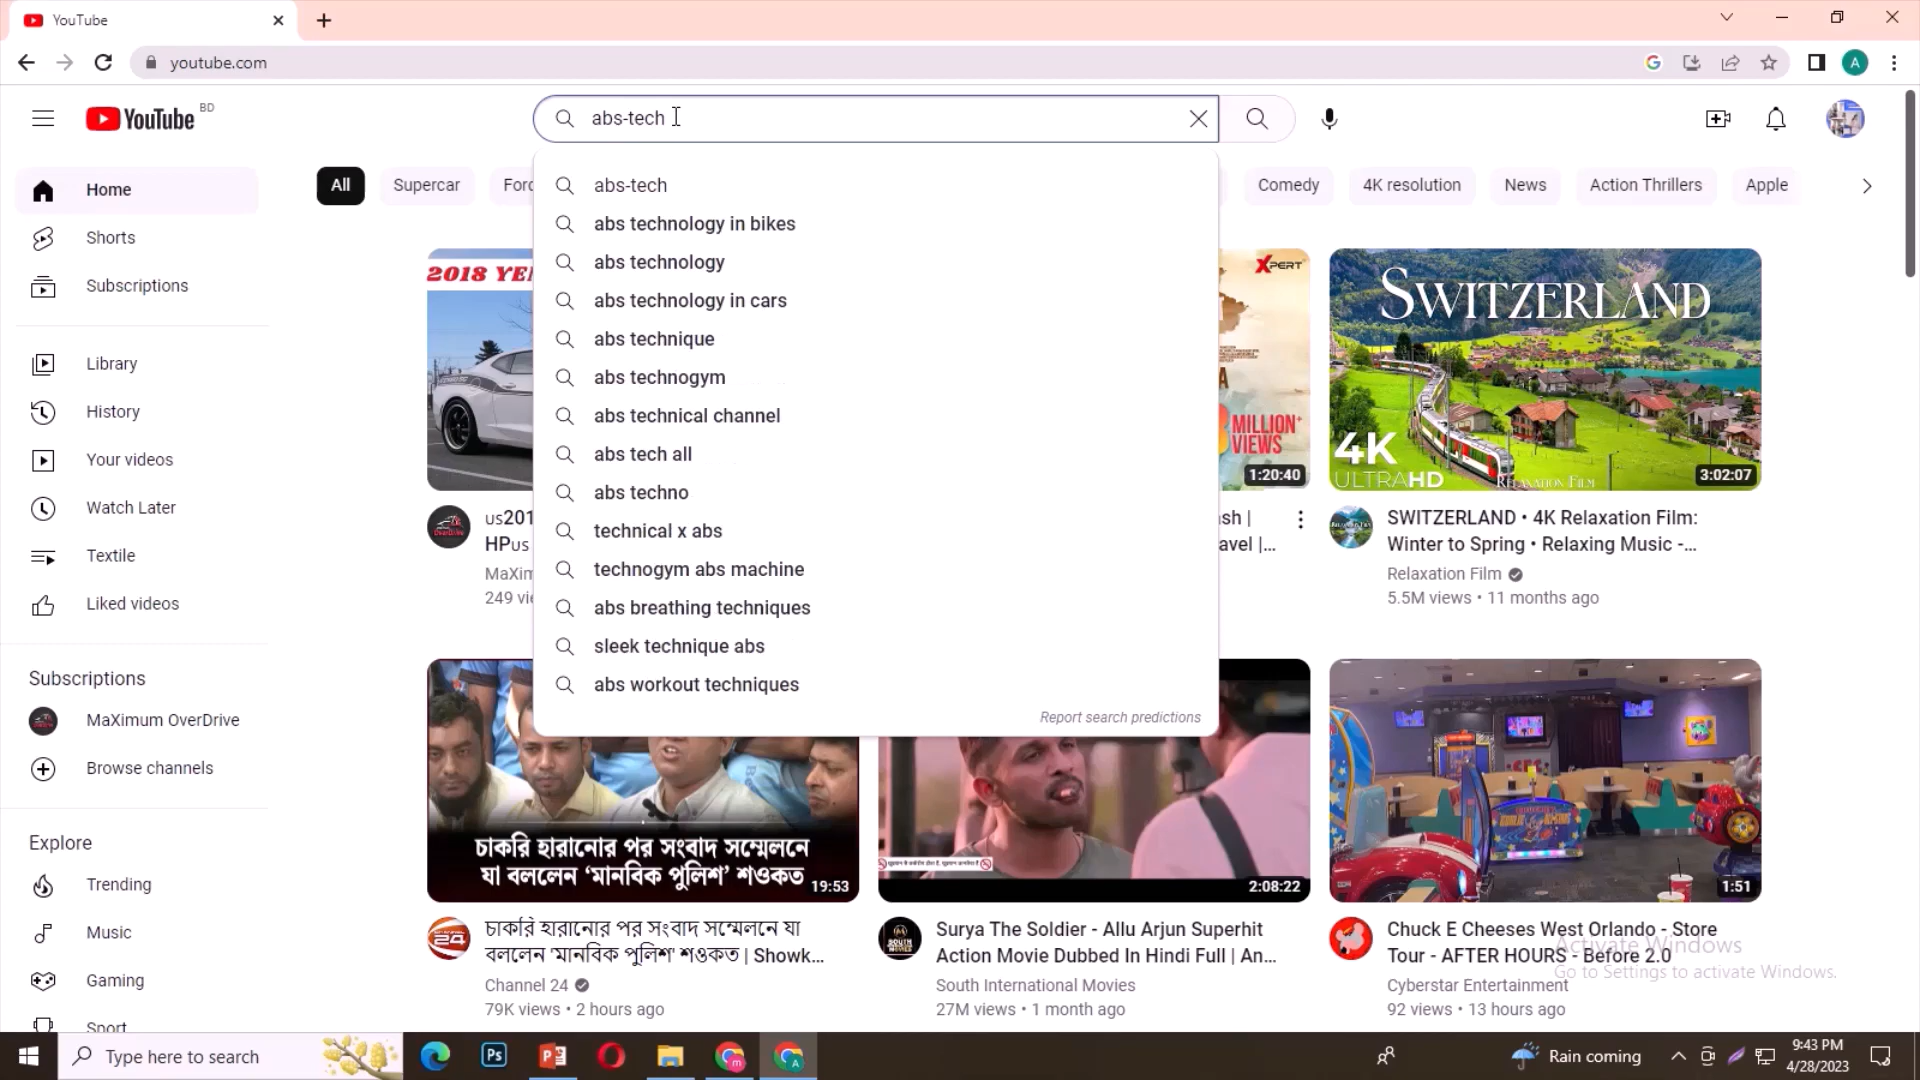 YouTube
youtube.com
A
YouTube BD
abs-tech
Home
Shorts
Subscriptions
Library
History
Your videos
Watch Later
Textile
Liked videos
Subscriptions
MaXimum OverDrive
Browse channels
Explore
Trending
Music
Gaming
Sport
All
Supercar
Comedy
4K resolution
News
Action Thrillers
Apple
abs-tech
abs technology in bikes
abs technology
abs technology in cars
abs technique
abs technogym
abs technical channel
abs tech all
abs techno
technical x abs
technogym abs machine
abs breathing techniques
sleek technique abs
abs workout techniques
Report search predictions
2018
MILLION+
VIEWS
1:20:40
XPERT
SWITZERLAND
4K
ULTRAHD
RELAXATION FILM
3:02:07
SWITZERLAND • 4K Relaxation Film:
Winter to Spring • Relaxing Music -...
Relaxation Film
5.5M views • 11 months ago
চাকরি হারানোর পর সংবাদ সম্মেলনে
যা বললেন ‘মানবিক পুলিশ’ শওকত
19:53
চাকরি হারানোর পর সংবাদ সম্মেলনে যা
বললেন 'মানবিক পুলিশ' শওকত | Showk...
Channel 24
79K views • 2 hours ago
2:08:22
Surya The Soldier - Allu Arjun Superhit
Action Movie Dubbed In Hindi Full | An...
South International Movies
27M views • 1 month ago
1:51
Chuck E Cheeses West Orlando - Store
Tour - AFTER HOURS - Before 2.0
Cyberstar Entertainment
92 views • 13 hours ago
Activate Windows
Go to Settings to activate Windows.
Type here to search
Rain coming
9:43 PM
4/28/2023